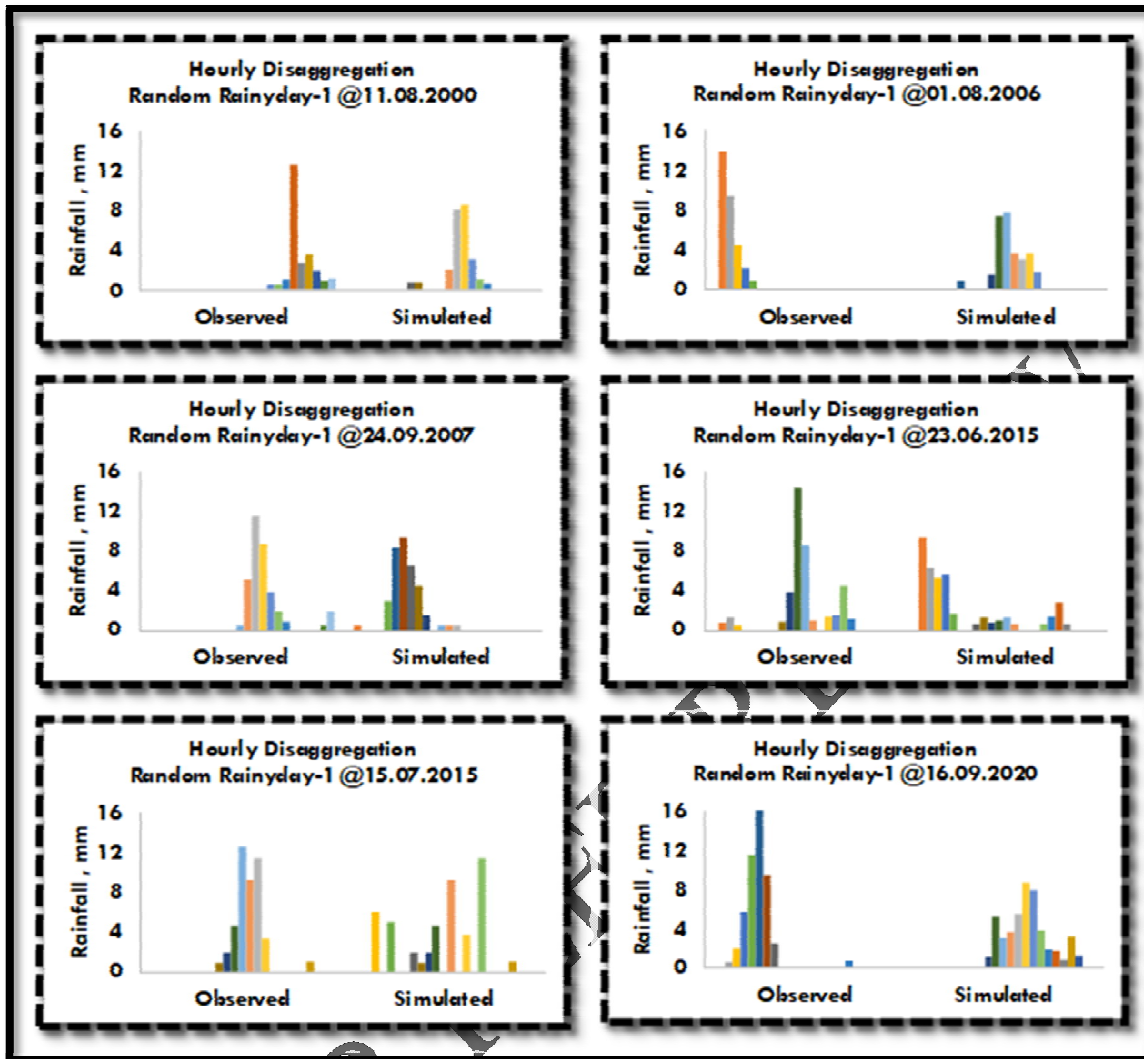 Hourly Disaggregation
Random Rainyday-1 @11.08.2000
Rainfall , mm
16
12
8
4
0
Observed Simulated
Hourly Disaggregation
Random Rainyday-1 @01.08.2006
Rainfall , mm
16
12
8
4
0
Observed Simulated
Hourly Disaggregation
Random Rainyday-1 @24.09.2007
Rainfall , mm
16
12
8
4
0
Observed Simulated
Hourly Disaggregation
Random Rainyday-1 @23.06.2015
Rainfall , mm
16
12
8
4
0
Observed Simulated
Hourly Disaggregation
Random Rainyday-1 @15.07.2015
Rainfall , mm
16
12
8
4
0
Observed Simulated
Hourly Disaggregation
Random Rainyday-1 @16.09.2020
Rainfall , mm
16
12
8
4
0
Observed Simulated